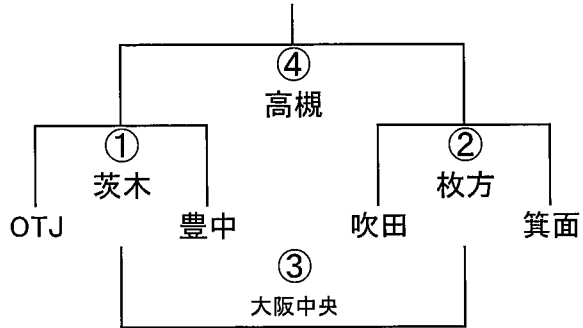 ④
高槻
①
茨木
②
枚方
OTJ
豊中
吹田
箕面
③
大阪中央